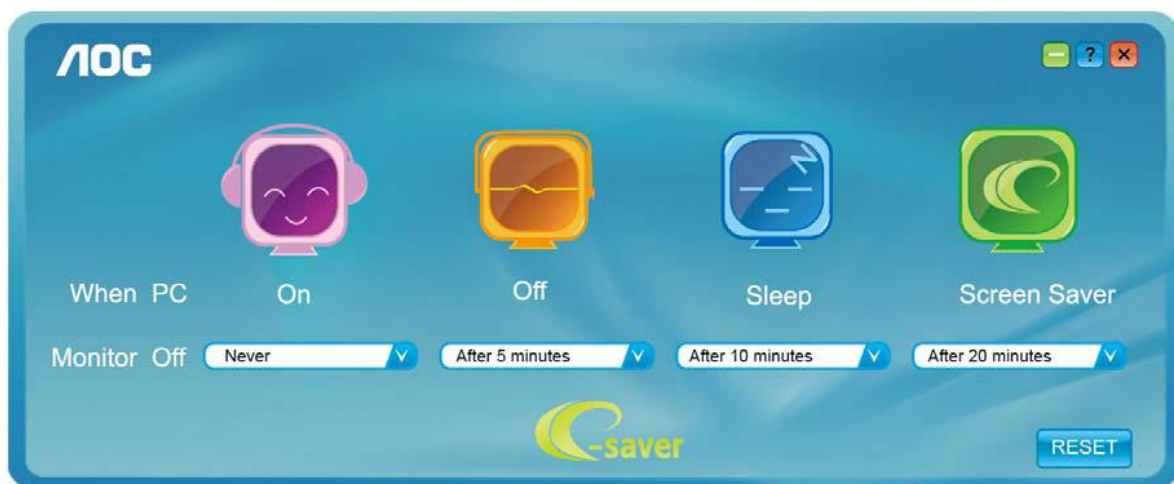 AOC
?
When PC On Off Sleep Screen Saver
Monitor Off Never After 5 minutes After 10 minutes After 20 minutes
e-saver
RESET